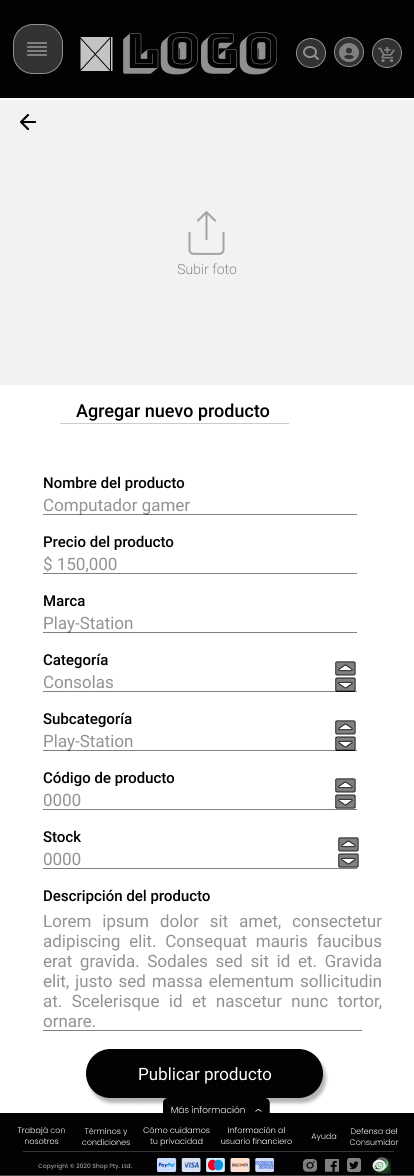 LOGO
Subir foto
Agregar nuevo producto
Nombre del producto
Computador gamer
Precio del producto
$ 150,000
Marca
Play-Station
Categoría
Consolas
Subcategoría
Play-Station
Código de producto
0000
Stock
0000
Descripción del producto
Lorem ipsum dolor sit amet, consectetur
adipiscing elit. Consequat mauris faucibus
erat gravida. Sodales sed sit id et. Gravida
elit, justo sed massa elementum sollicitudin
at. Scelerisque id et nascetur nunc tortor,
ornare.
Publicar producto
Más información
Trabajá con
nosotros
Términos y
condiciones
Cómo cuidamos
tu privacidad
Información al
usuario financiero
Ayuda
Defensa del
Consumidor
Copyright © 2020 Shop Pty. Ltd.
PayPal
VISA
DISCOVER